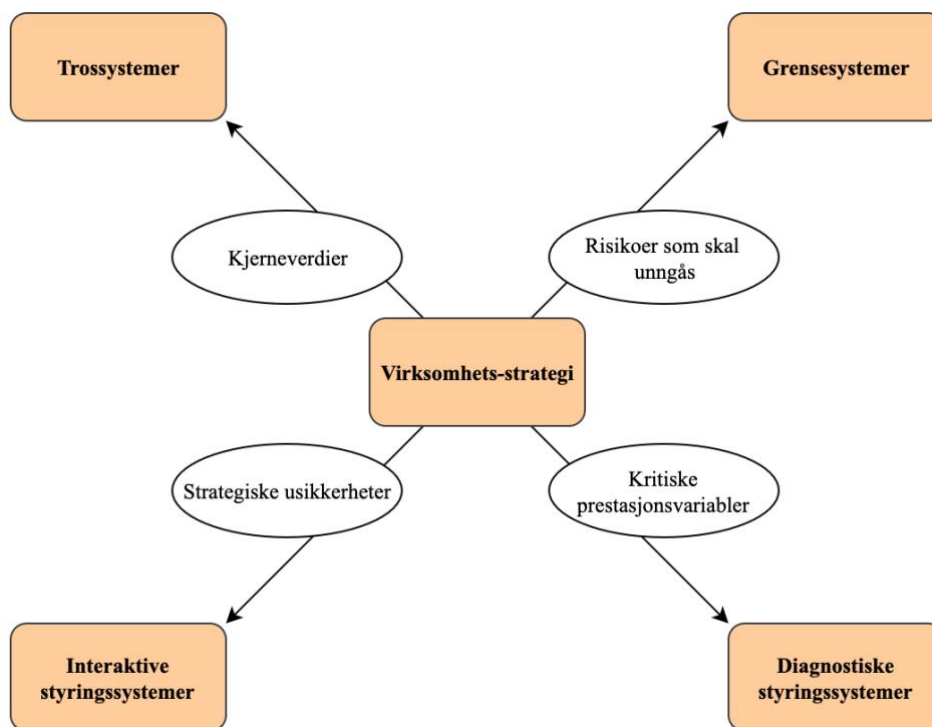 Trossystemer
Grensesystemer
Kjerneverdier
Risikoer som skal
unngås
Virksomhets-strategi
Strategiske usikkerheter
Kritiske
prestasjonsvariabler
Interaktive
styringssystemer
Diagnostiske
styringssystemer